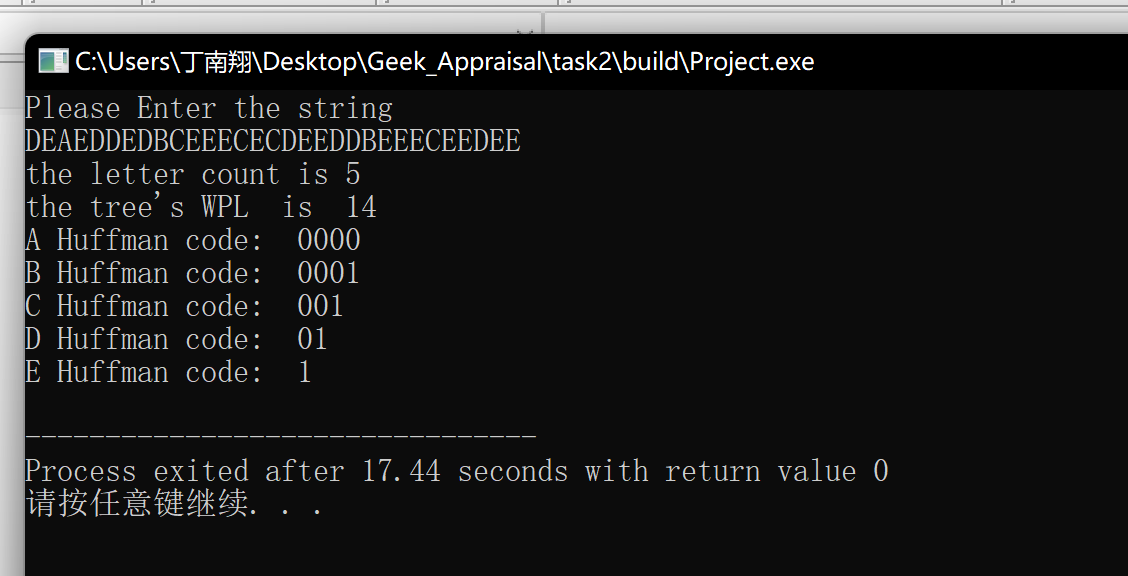 C:\Users\丁南翔\Desktop\Geek_Appraisal\task2\build\Project.exe
Please Enter the string
DEAEDDEDBCEEECECDEEDDBEEECEEDEE
the letter count is 5
the tree's WPL  is  14
A Huffman code:  0000
B Huffman code:  0001
C Huffman code:  001
D Huffman code:  01
E Huffman code:  1
--------------------------------
Process exited after 17.44 seconds with return value 0
请按任意键继续. . .